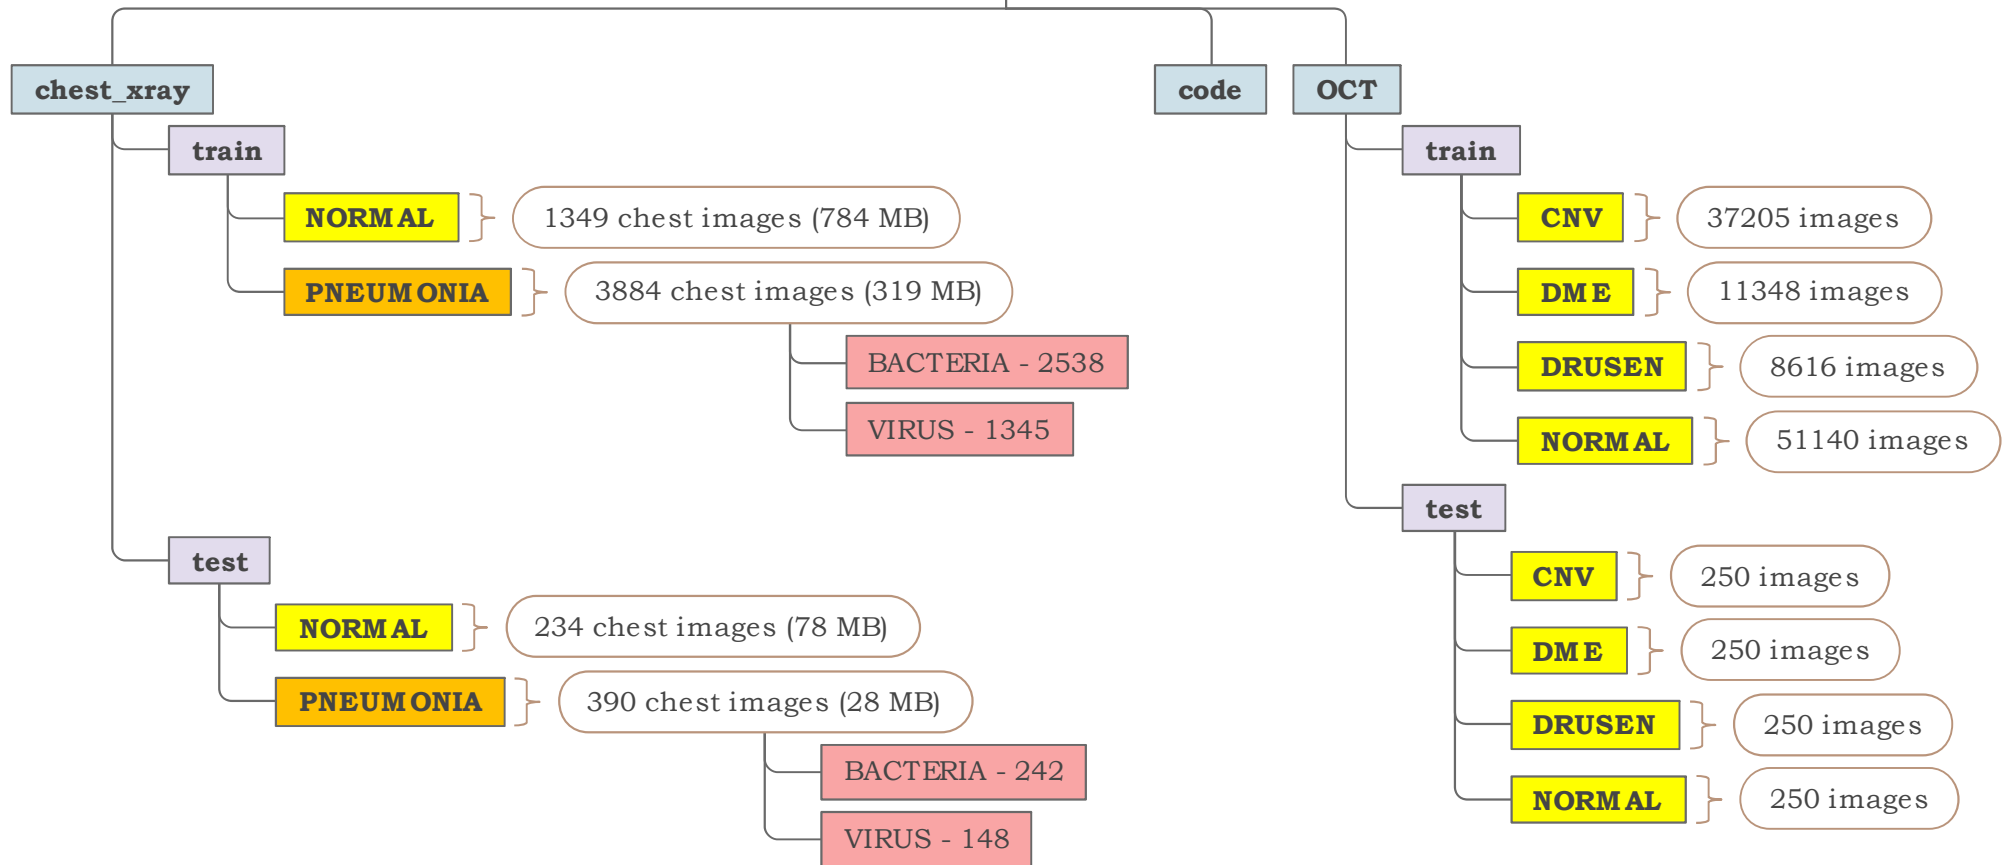 chest_xray
train
NORMAL
1349 chest images (784 MB)
PNEUMONIA
3884 chest images (319 MB)
BACTERIA - 2538
VIRUS - 1345
test
NORMAL
234 chest images (78 MB)
PNEUMONIA
390 chest images (28 MB)
BACTERIA - 242
VIRUS - 148
code
OCT
train
CNV
37205 images
DME
11348 images
DRUSEN
8616 images
NORMAL
51140 images
test
CNV
250 images
DME
250 images
DRUSEN
250 images
NORMAL
250 images